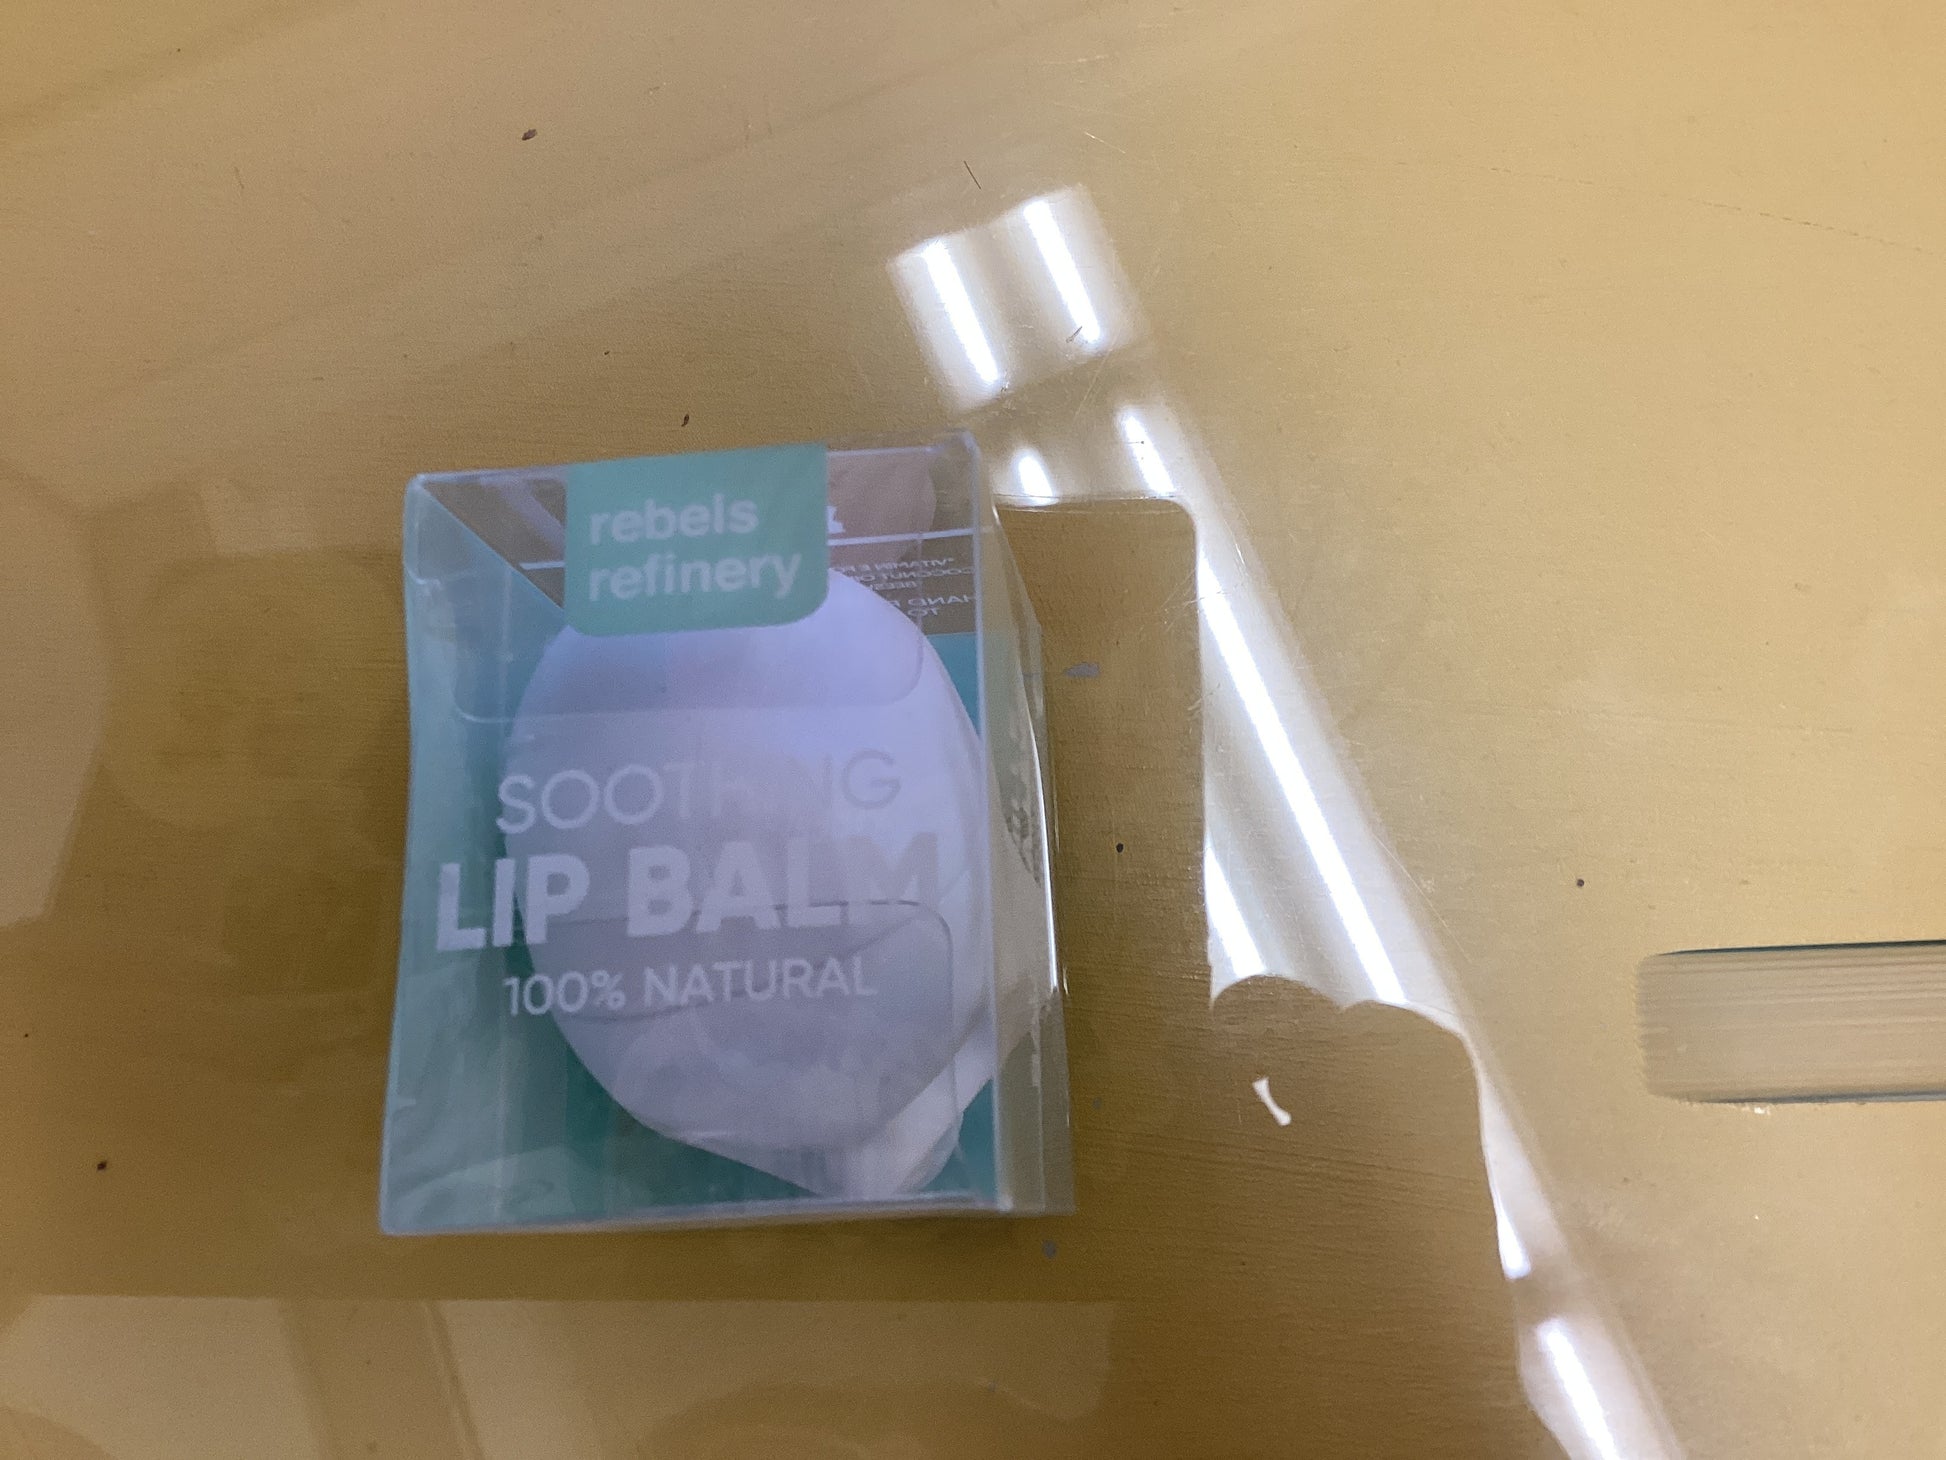 rebels
refinery
SOOTHING
LIP BALM
100% NATURAL